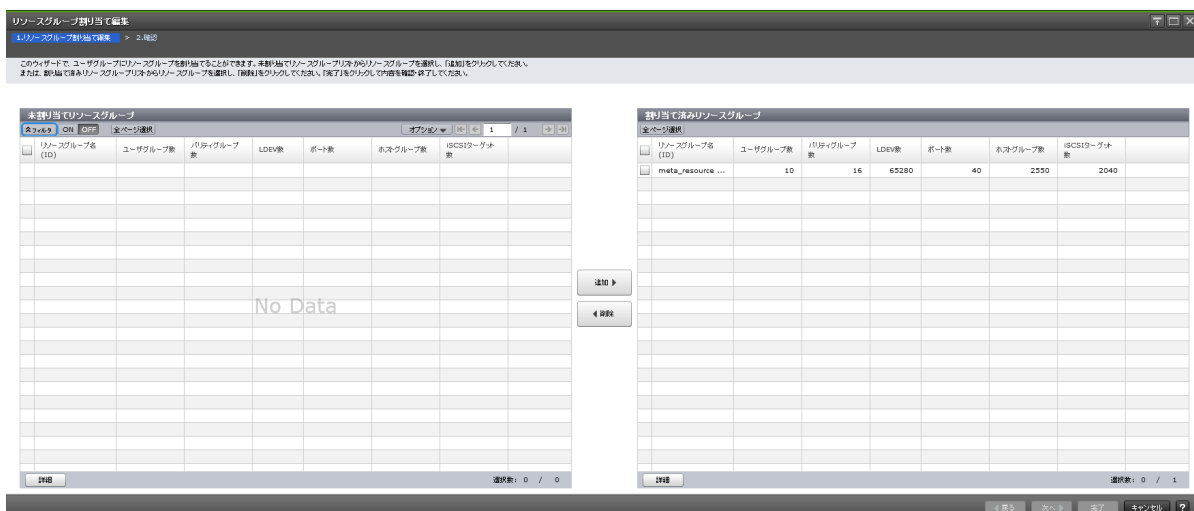 リソースグループ割り当て編集
1.リソースグループ割り当て編集 > 2.確認
このウィザードで、ユーザグループにリソースグループを割り当てることができます。未割り当てリソースグループリストからリソースグループを選択し、「追加」をクリックしてください。
または、割り当て済みリソースグループリストからリソースグループを選択し、「削除」をクリックしてください。「完了」をクリックして内容を確認・終了してください。
未割り当てリソースグループ
フィルタ ON OFF 全ページ選択 オプション 1 / 1
リソースグループ名 (ID) ユーザグループ数 パリティグループ数 LDEV数 ポート数 ホストグループ数 iSCSIターゲット数
No Data
詳細 選択数: 0 / 0
追加
削除
割り当て済みリソースグループ
全ページ選択
リソースグループ名 (ID) ユーザグループ数 パリティグループ数 LDEV数 ポート数 ホストグループ数 iSCSIターゲット数
meta_resource ... 10 16 65280 40 2550 2040
詳細 選択数: 0 / 1
戻る 次へ 完了 キャンセル ?